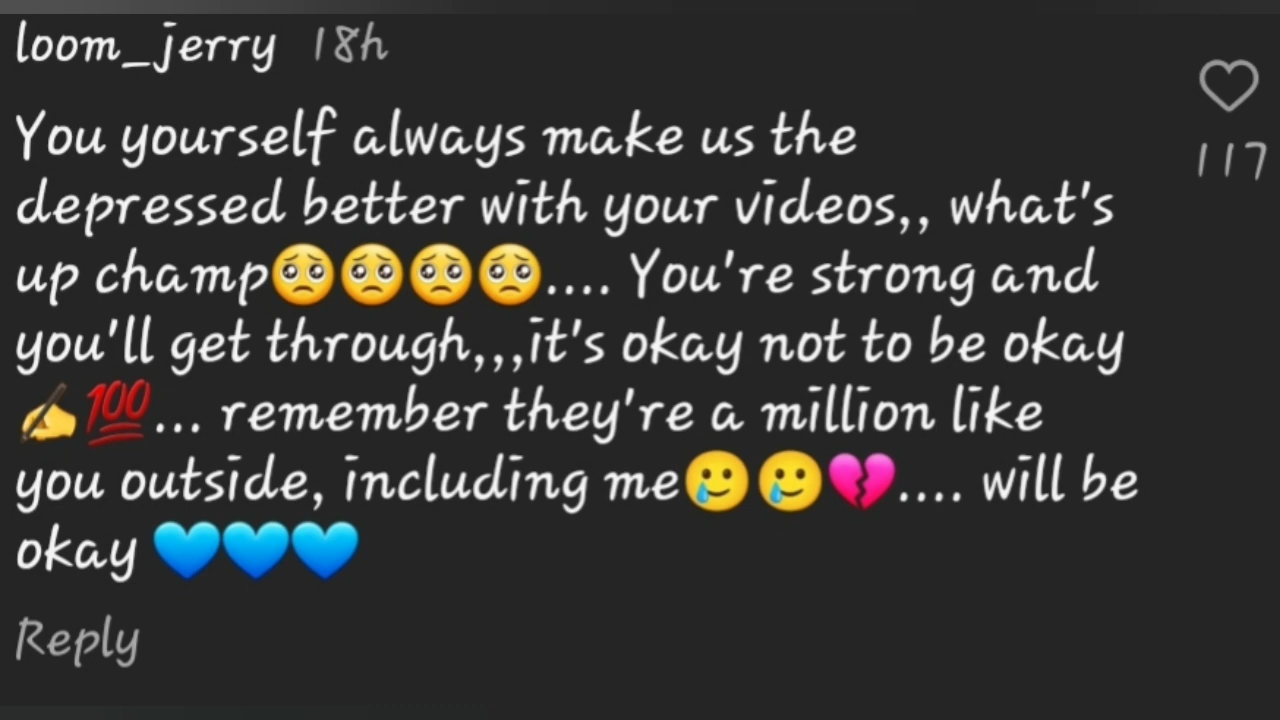 loom_jerry 18h
117
You yourself always make us the
depressed better with your videos,, what's
up champ🥺🥺🥺🥺.... You're strong and
you'll get through,,,it's okay not to be okay
✍️💯... remember they're a million like
you outside, including me🥲🥲💔.... will be
okay 💙💙💙
Reply